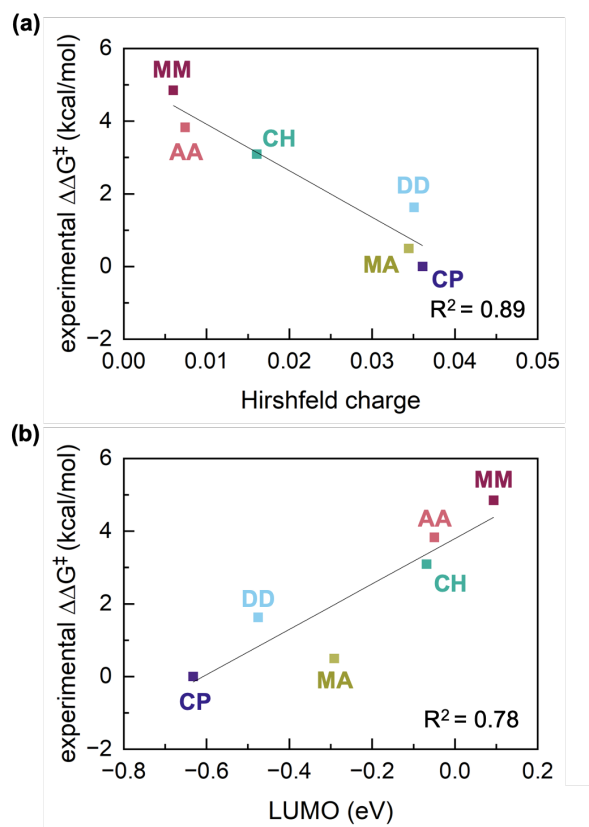 (a)
6
4
2
0
−2
experimental ΔΔG‡ (kcal/mol)
MM
AA
CH
DD
MA
CP
R² = 0.89
0.00 0.01 0.02 0.03 0.04 0.05
Hirshfeld charge
(b)
6
4
2
0
−2
experimental ΔΔG‡ (kcal/mol)
MM
AA
CH
DD
MA
CP
R² = 0.78
−0.8 −0.6 −0.4 −0.2 0.0 0.2
LUMO (eV)